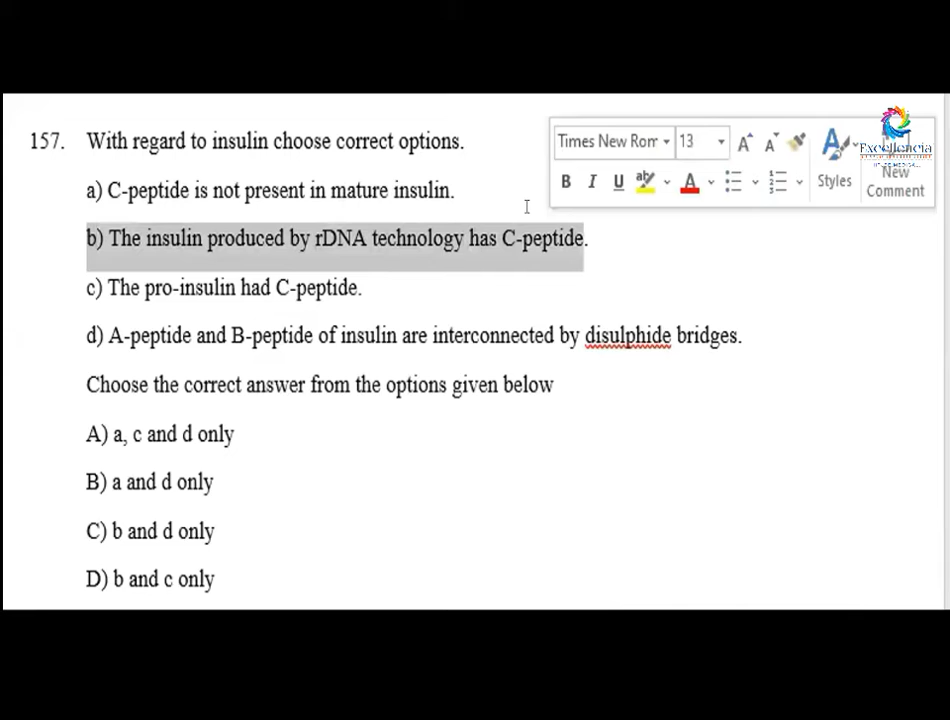 157. With regard to insulin choose correct options.
a) C-peptide is not present in mature insulin.
b) The insulin produced by rDNA technology has C-peptide.
c) The pro-insulin had C-peptide.
d) A-peptide and B-peptide of insulin are interconnected by disulphide bridges.
Choose the correct answer from the options given below
A) a, c and d only
B) a and d only
C) b and d only
D) b and c only
Times New Rom 13 A A A
Excellencia
B I U ab A Styles New
Comment